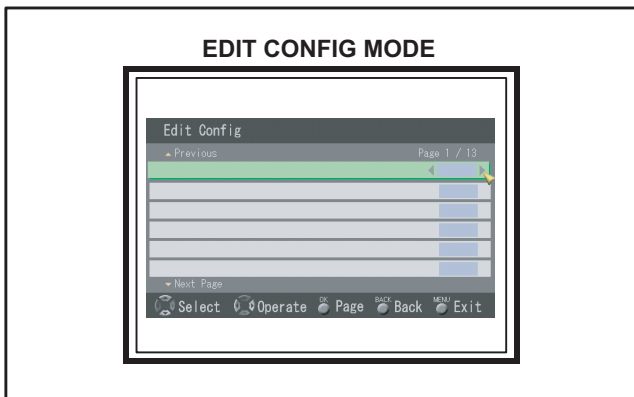 EDIT CONFIG MODE
Edit Config
Previous Page 1 / 13
Next Page
Select Operate OK Page BACK Back MENU Exit